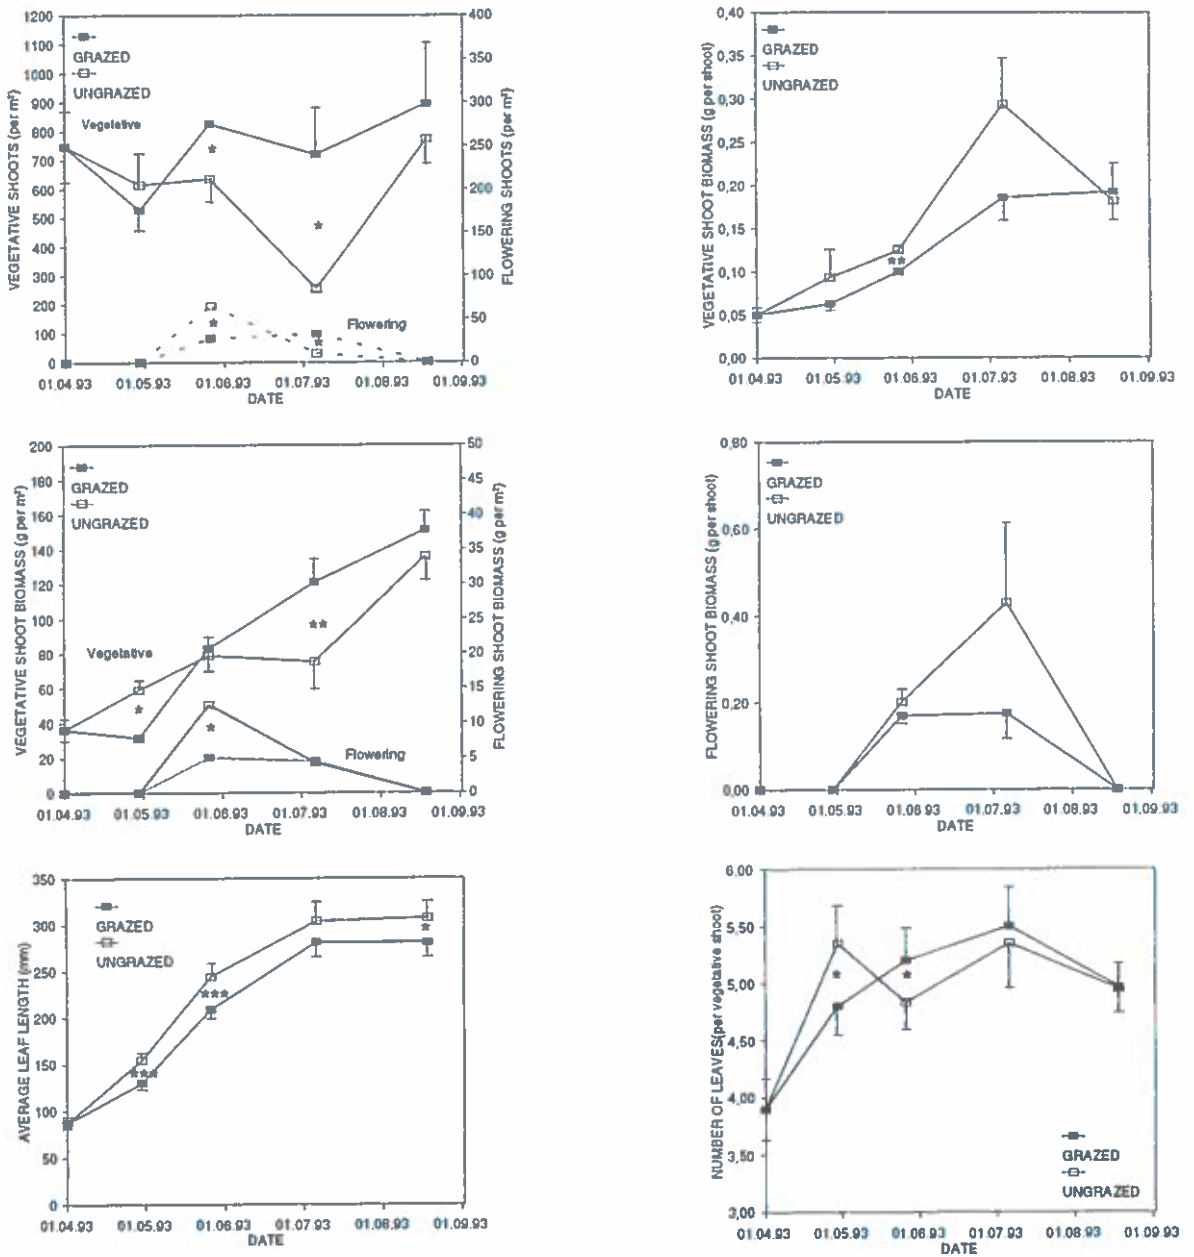 VEGETATIVE SHOOTS (per m²)
1200
1100
1000
900
800
700
600
500
400
300
200
100
0
GRAZED
UNGRAZED
Vegetative
*
*
*
*
Flowering
400
350
300
250
200
150
100
50
0
FLOWERING SHOOTS (per m²)
01.04.93 01.05.93 01.06.93 01.07.93 01.08.93 01.09.93
DATE
VEGETATIVE SHOOT BIOMASS (g per shoot)
0,40
0,35
0,30
0,25
0,20
0,15
0,10
0,05
0,00
GRAZED
UNGRAZED
**
01.04.93 01.05.93 01.06.93 01.07.93 01.08.93 01.09.93
DATE
VEGETATIVE SHOOT BIOMASS (g per m²)
200
180
160
140
120
100
80
60
40
20
0
GRAZED
UNGRAZED
Vegetative
*
*
**
Flowering
50
45
40
35
30
25
20
15
10
5
0
FLOWERING SHOOT BIOMASS (g per m²)
01.04.93 01.05.93 01.06.93 01.07.93 01.08.93 01.09.93
DATE
FLOWERING SHOOT BIOMASS (g per shoot)
0,80
0,60
0,40
0,20
0,00
GRAZED
UNGRAZED
01.04.93 01.05.93 01.06.93 01.07.93 01.08.93 01.09.93
DATE
AVERAGE LEAF LENGTH (mm)
350
300
250
200
150
100
50
0
GRAZED
UNGRAZED
***
***
*
01.04.93 01.05.93 01.06.93 01.07.93 01.08.93 01.09.93
DATE
NUMBER OF LEAVES(per vegetative shoot)
6,00
5,50
5,00
4,50
4,00
3,50
3,00
*
*
GRAZED
UNGRAZED
01.04.93 01.05.93 01.06.93 01.07.93 01.08.93 01.09.93
DATE